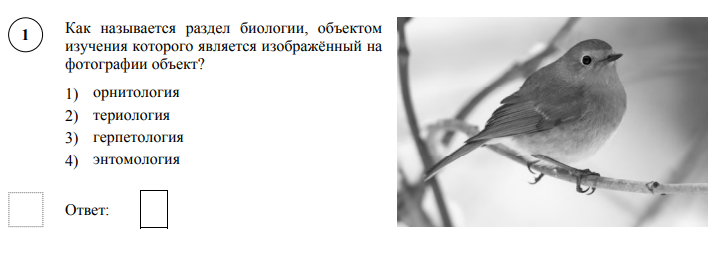 1
Как называется раздел биологии, объектом
изучения которого является изображённый на
фотографии объект?
1) орнитология
2) териология
3) герпетология
4) энтомология
Ответ: